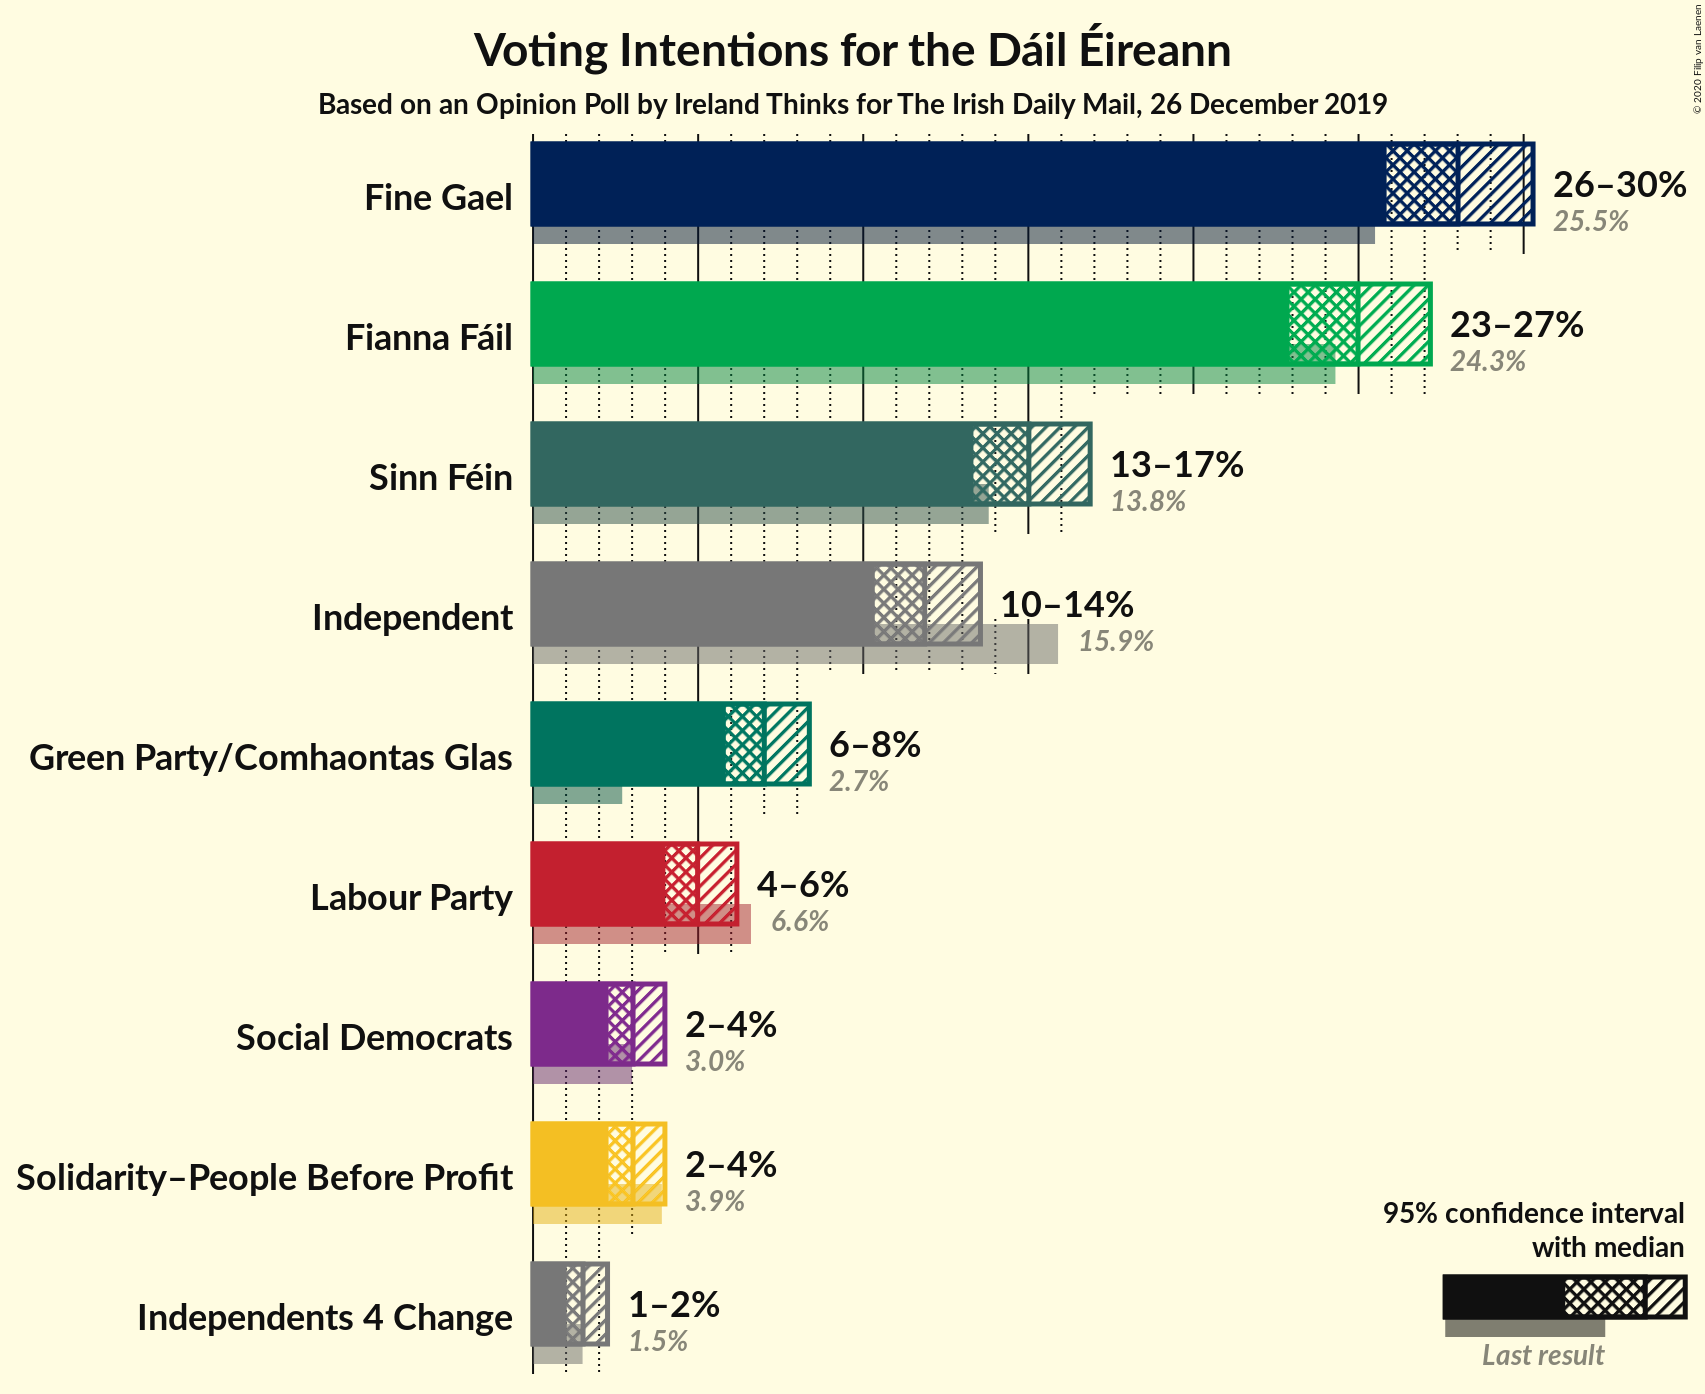 Voting Intentions for the Dáil Éireann
Based on an Opinion Poll by Ireland Thinks for The Irish Daily Mail, 26 December 2019
© 2020 Filip van Laenen
Fine Gael
26–30%
25.5%
Fianna Fáil
23–27%
24.3%
Sinn Féin
13–17%
13.8%
Independent
10–14%
15.9%
Green Party/Comhaontas Glas
6–8%
2.7%
Labour Party
4–6%
6.6%
Social Democrats
2–4%
3.0%
Solidarity–People Before Profit
2–4%
3.9%
Independents 4 Change
1–2%
1.5%
95% confidence interval
with median
Last result